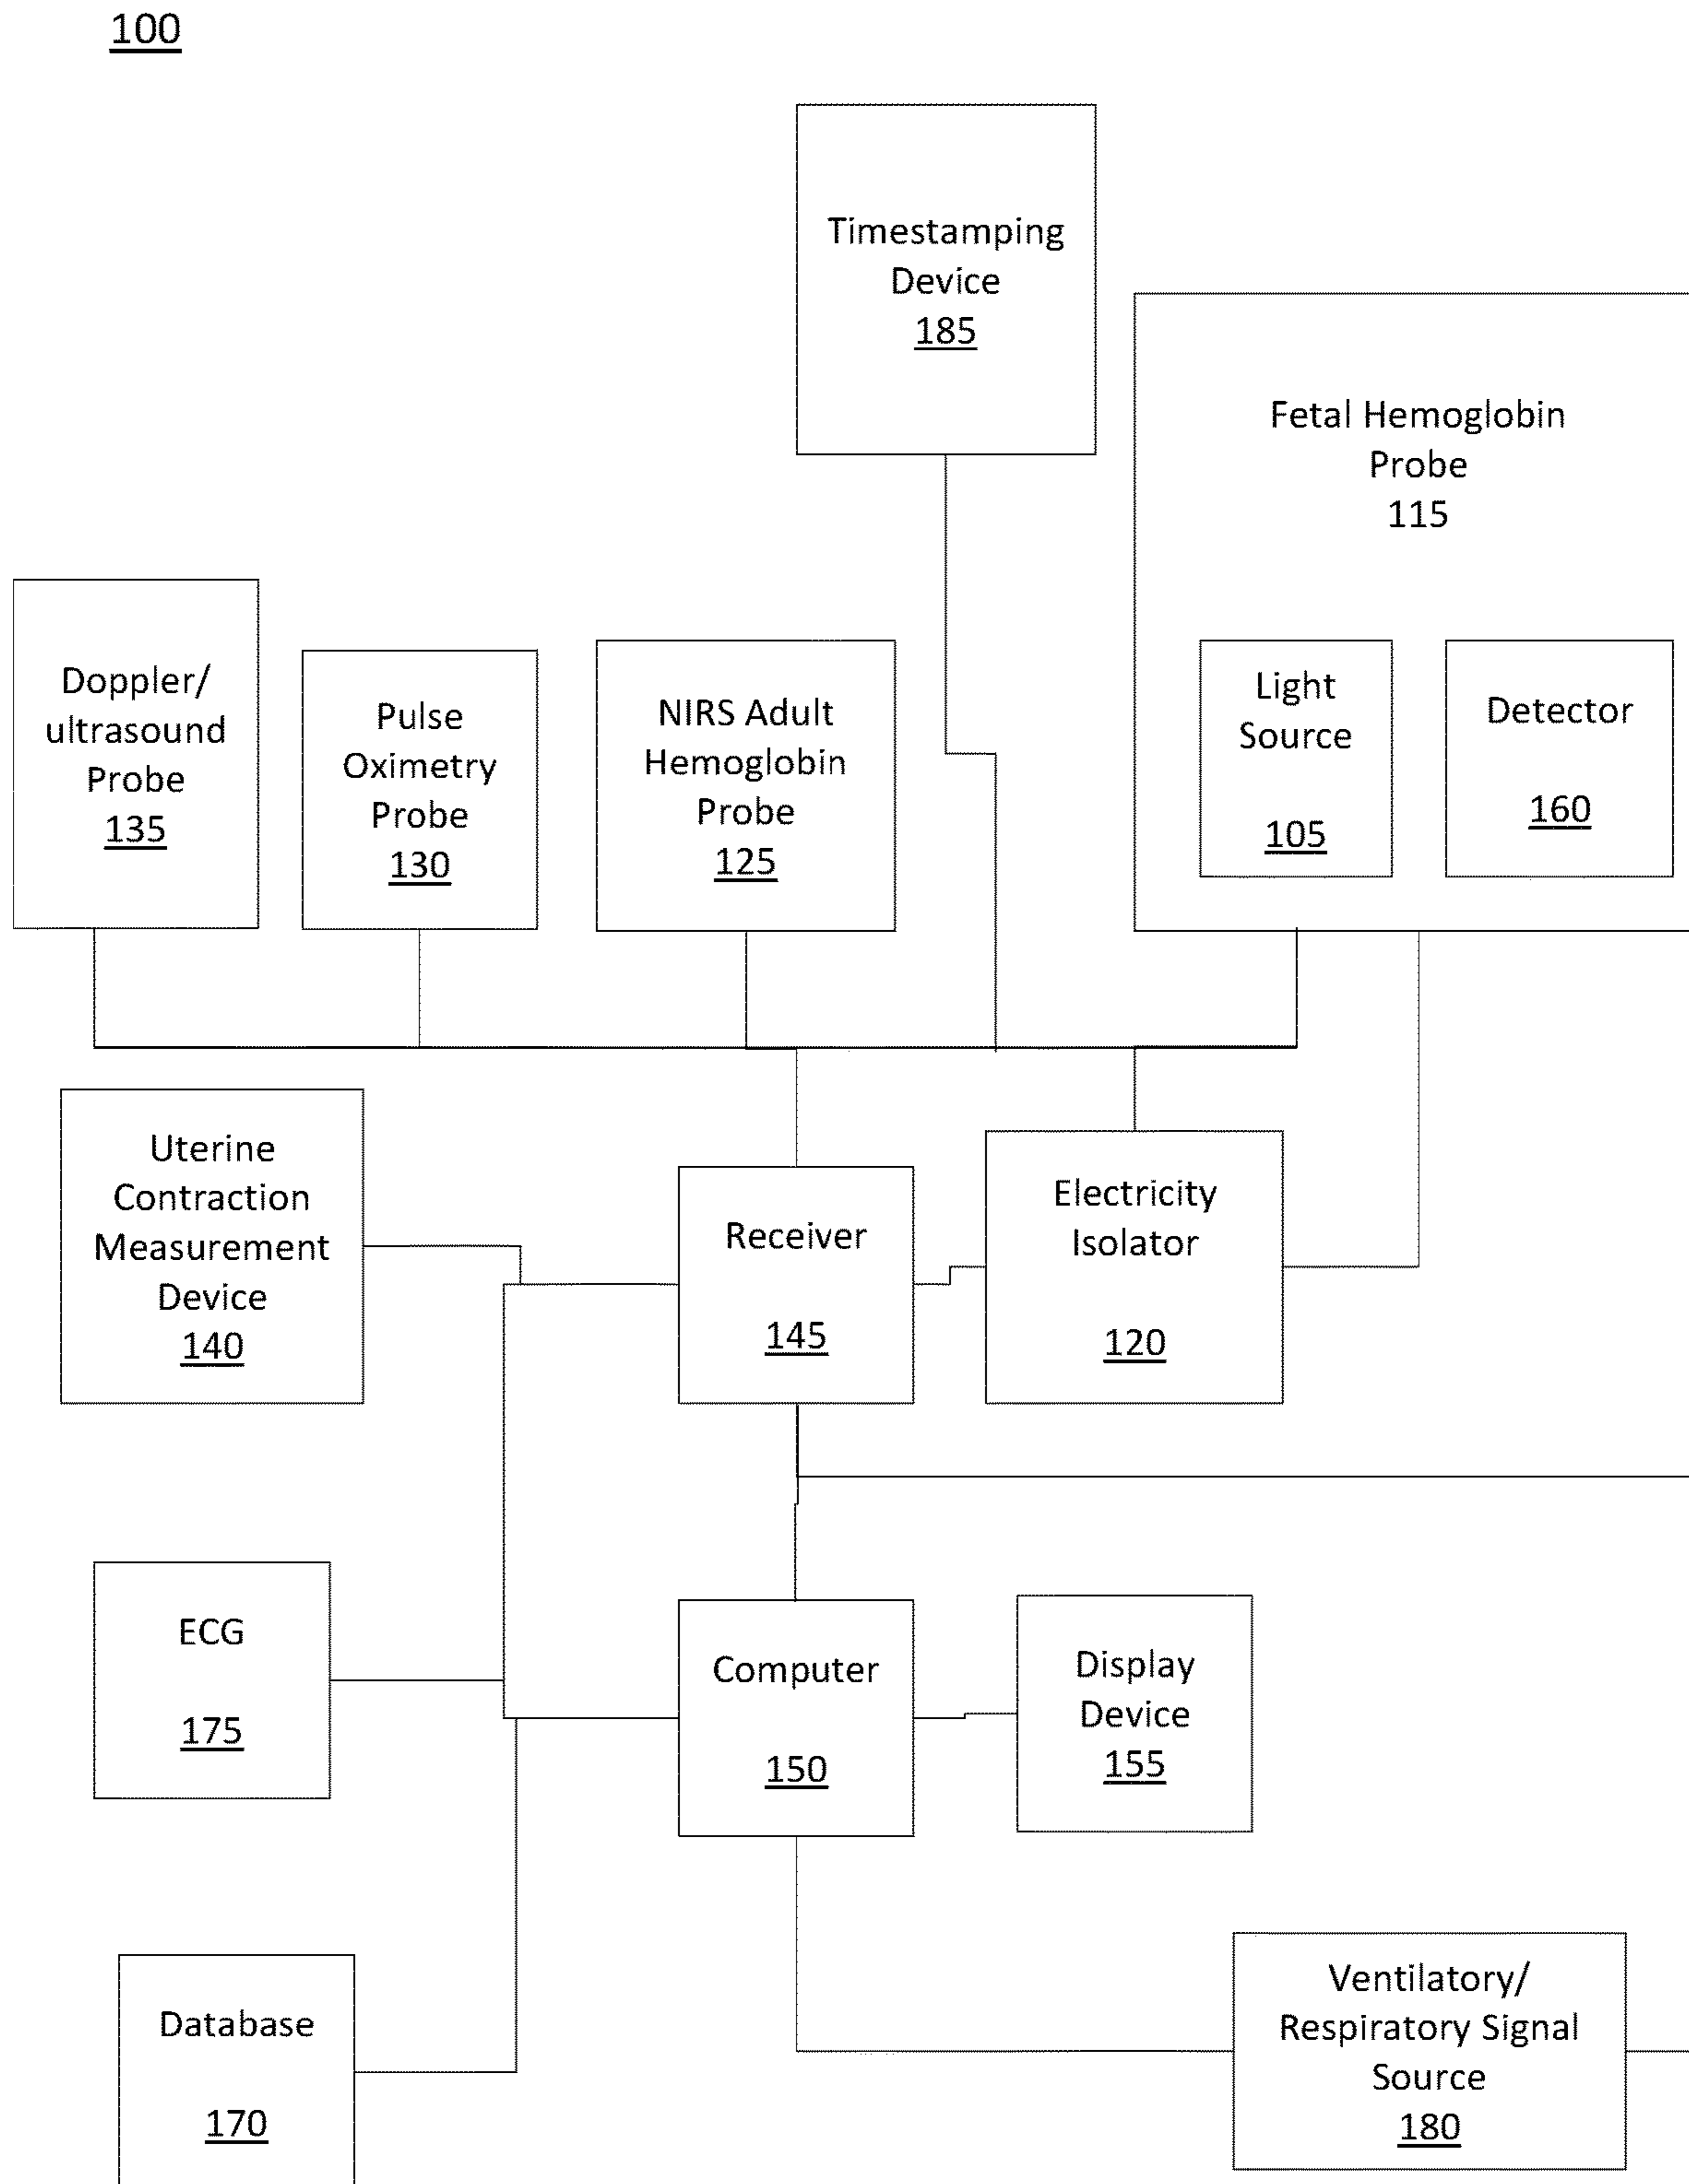 100
Timestamping
Device
185
Fetal Hemoglobin
Probe
115
Light
Source
105
Detector
160
Doppler/
ultrasound
Probe
135
Pulse
Oximetry
Probe
130
NIRS Adult
Hemoglobin
Probe
125
Uterine
Contraction
Measurement
Device
140
Receiver
145
Electricity
Isolator
120
ECG
175
Computer
150
Display
Device
155
Database
170
Ventilatory/
Respiratory Signal
Source
180